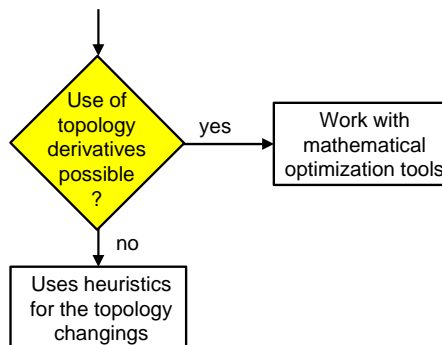 Use of
topology
derivatives
possible
?
yes
Work with
mathematical
optimization tools
no
Uses heuristics
for the topology
changings